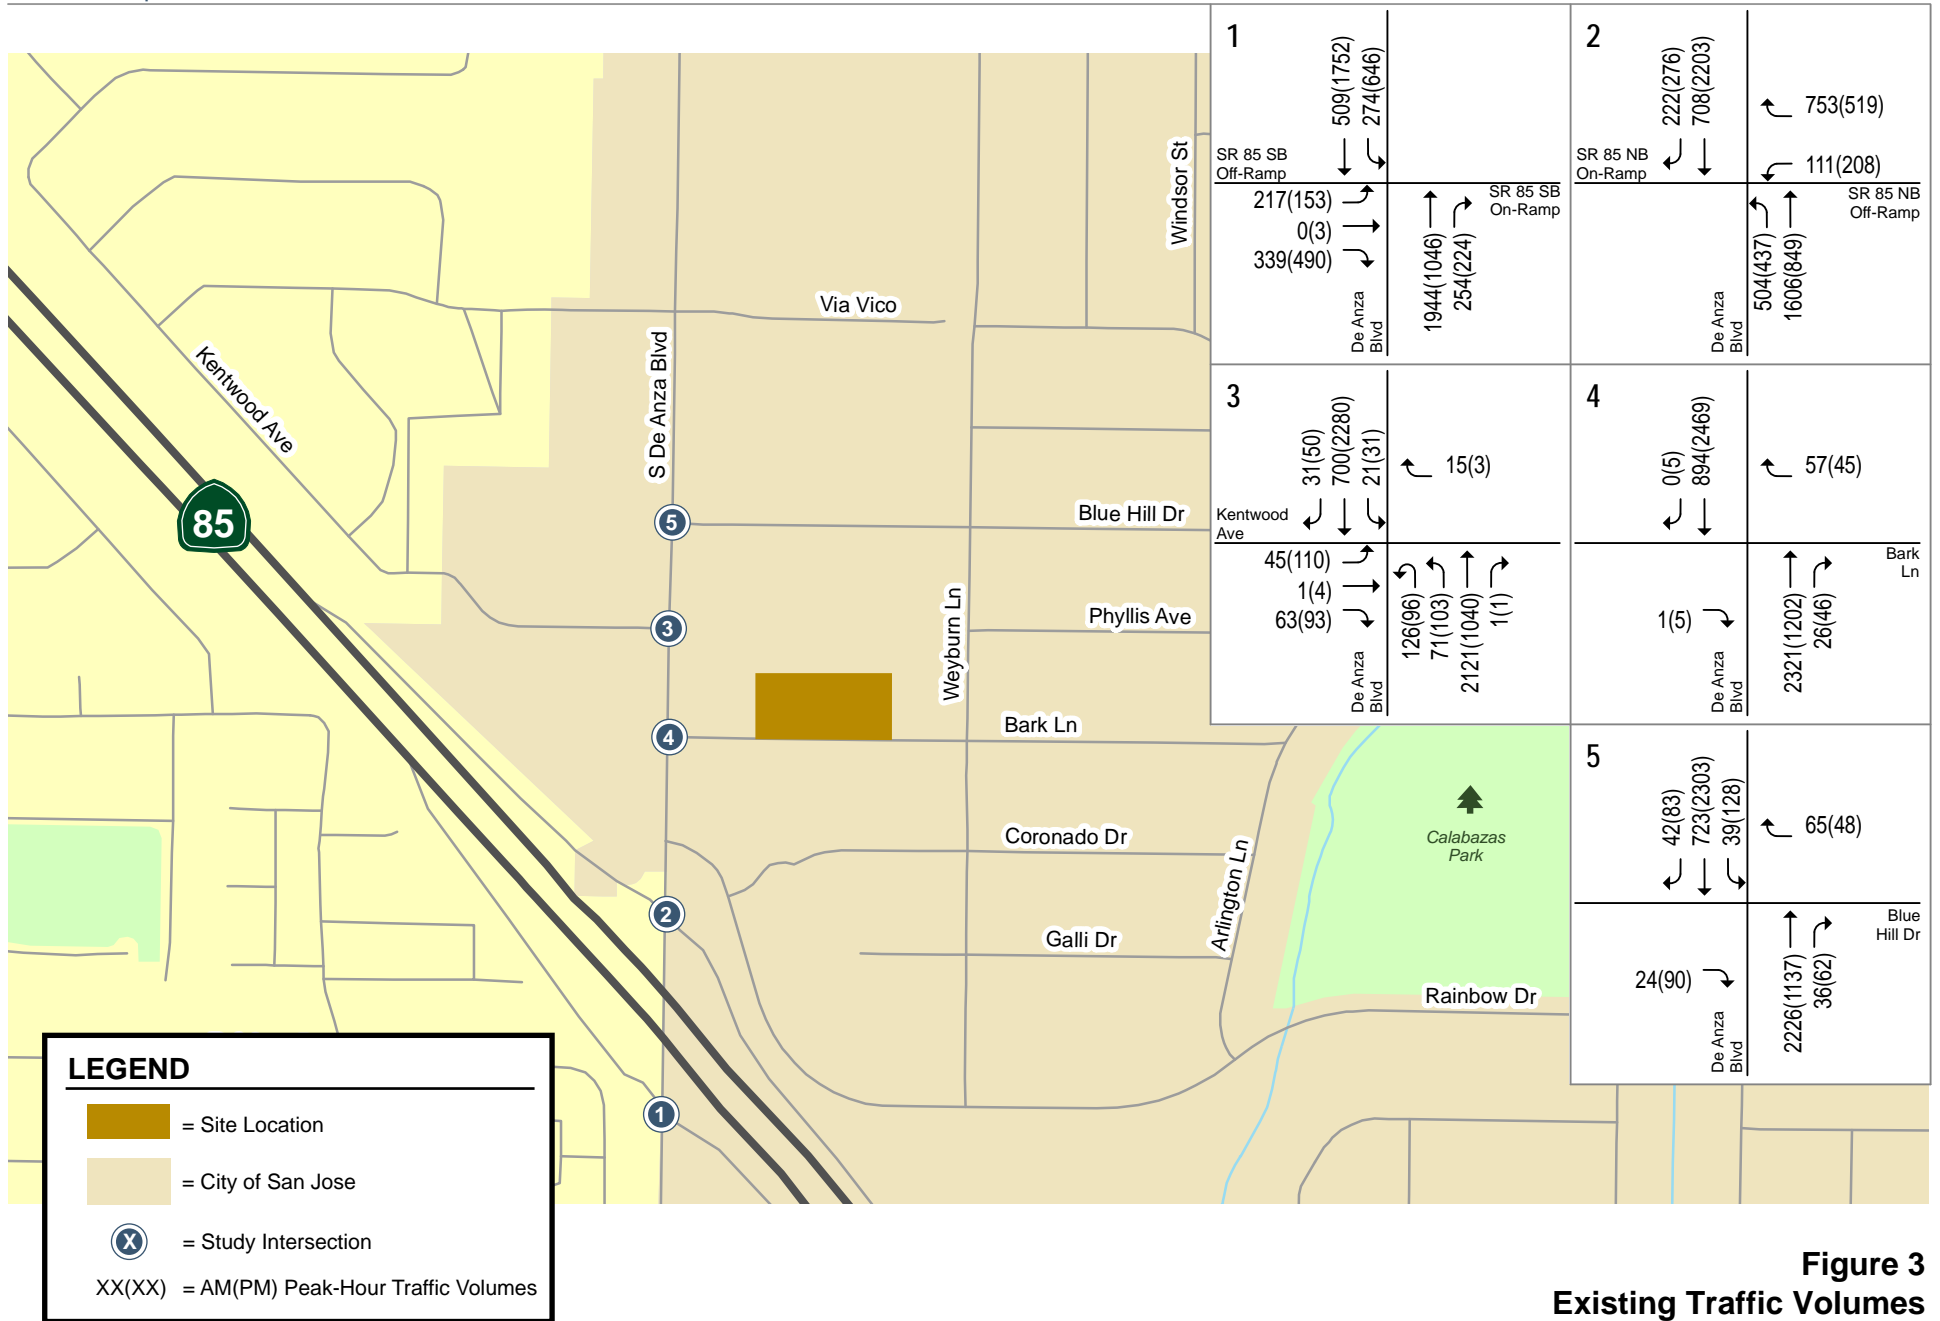 1
509(1752)
274(646)
SR 85 SB
Off-Ramp
217(153)
0(3)
339(490)
SR 85 SB
On-Ramp
1944(1046)
254(224)
De Anza
Blvd
2
222(276)
708(2203)
753(519)
111(208)
SR 85 NB
On-Ramp
SR 85 NB
Off-Ramp
504(437)
1606(849)
De Anza
Blvd
3
31(50)
700(2280)
21(31)
15(3)
Kentwood
Ave
45(110)
1(4)
63(93)
126(96)
71(103)
2121(1040)
1(1)
De Anza
Blvd
4
0(5)
894(2469)
57(45)
Bark
Ln
1(5)
2321(1202)
26(46)
De Anza
Blvd
5
42(83)
723(2303)
39(128)
65(48)
Blue
Hill Dr
24(90)
2226(1137)
36(62)
De Anza
Blvd
Windsor St
Via Vico
Kentwood Ave
S De Anza Blvd
85
5
Blue Hill Dr
3
Weyburn Ln
Phyllis Ave
4
Bark Ln
Coronado Dr
Arlington Ln
Calabazas
Park
2
Galli Dr
Rainbow Dr
1
LEGEND
= Site Location
= City of San Jose
X = Study Intersection
XX(XX) = AM(PM) Peak-Hour Traffic Volumes
Figure 3
Existing Traffic Volumes